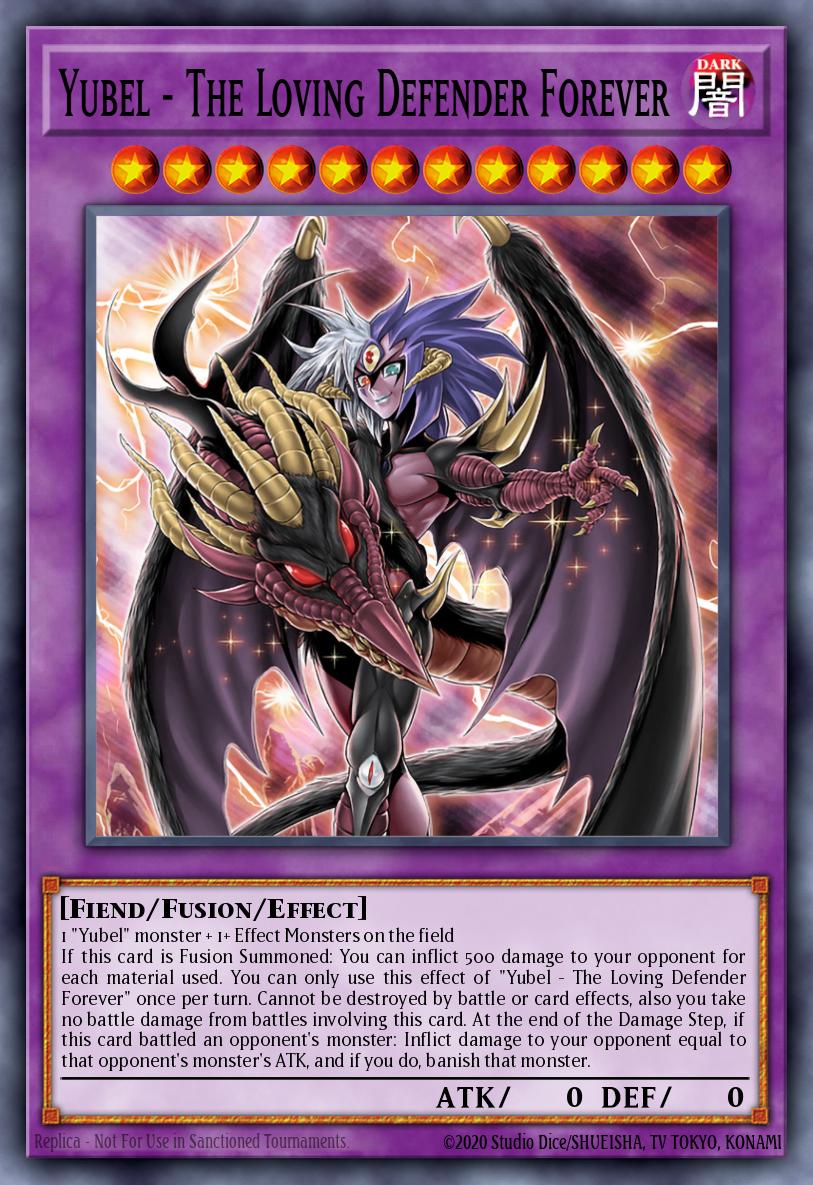 Yubel - The Loving Defender Forever
DARK
闇
[Fiend/Fusion/Effect]
1 "Yubel" monster + 1+ Effect Monsters on the field
If this card is Fusion Summoned: You can inflict 500 damage to your opponent for
each material used. You can only use this effect of "Yubel - The Loving Defender
Forever" once per turn. Cannot be destroyed by battle or card effects, also you take
no battle damage from battles involving this card. At the end of the Damage Step, if
this card battled an opponent's monster: Inflict damage to your opponent equal to
that opponent's monster's ATK, and if you do, banish that monster.
ATK/ 0 DEF/ 0
Replica - Not For Use in Sanctioned Tournaments.
©2020 Studio Dice/SHUEISHA, TV TOKYO, KONAMI